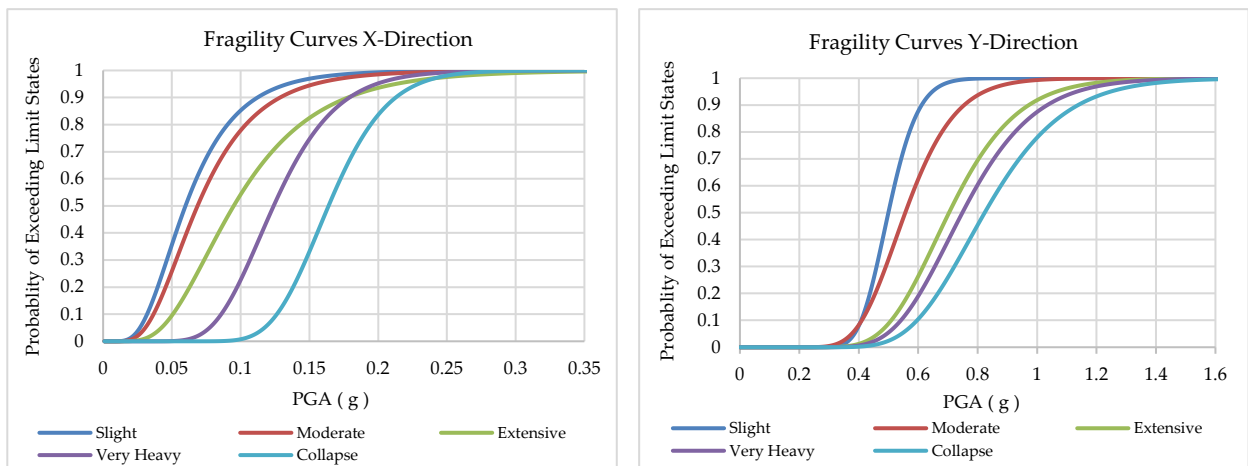 Fragility Curves X-Direction
Probability of Exceeding Limit States
1
0.9
0.8
0.7
0.6
0.5
0.4
0.3
0.2
0.1
0
0 0.05 0.1 0.15 0.2 0.25 0.3 0.35
PGA ( g )
Slight Moderate Extensive
Very Heavy Collapse
Fragility Curves Y-Direction
Probablity of Exceeding Limit States
1
0.9
0.8
0.7
0.6
0.5
0.4
0.3
0.2
0.1
0
0 0.2 0.4 0.6 0.8 1 1.2 1.4 1.6
PGA ( g )
Slight Moderate Extensive
Very Heavy Collapse